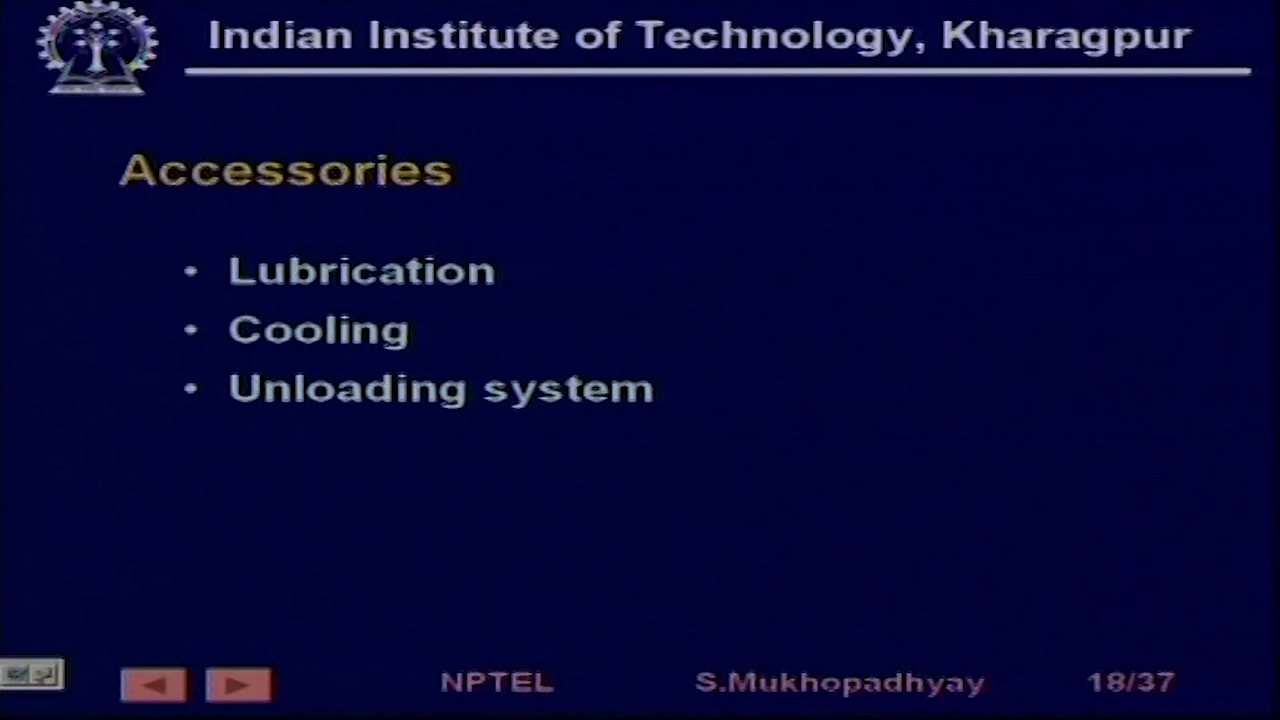 Indian Institute of Technology, Kharagpur
Accessories
• Lubrication
• Cooling
• Unloading system
NPTEL S.Mukhopadhyay 18/37